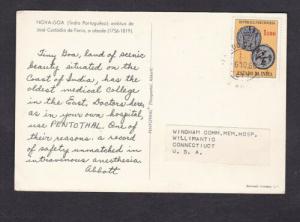 NOVA-GOA (Índia Portuguêsa): estátua de
José Custódio de Faria, o abade (1756-1819).
Tiny Goa, land of scenic
beauty, situated on the
Coast of India, has the
oldest medical college
in the East. Doctors here
as in your own hospital
use PENTOTHAL. One of
their reasons: a record
of safety unmatched in
intravenous anesthesia
Abbott
REPÚBLICA PORTUGUESA
ESTADO DA ÍNDIA
WINDHAM COMM. MEM. HOSP.
WILLIMANTIC
CONNECTICUT
U. S. A.